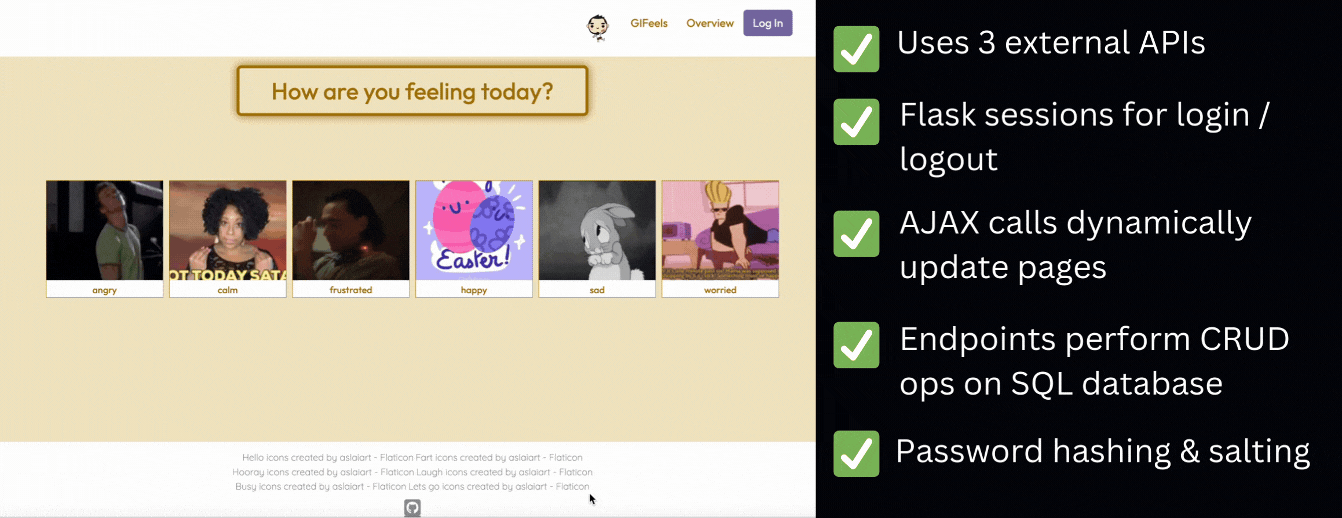 GIFeels Overview Log In
How are you feeling today?
OT TODAY SATA
Easter!
angry calm frustrated happy sad worried
Hello icons created by aslaiart - Flaticon Fart icons created by aslaiart - Flaticon
Hooray icons created by aslaiart - Flaticon Laugh icons created by aslaiart - Flaticon
Busy icons created by aslaiart - Flaticon Lets go icons created by aslaiart - Flaticon
Uses 3 external APIs
Flask sessions for login /
logout
AJAX calls dynamically
update pages
Endpoints perform CRUD
ops on SQL database
Password hashing & salting